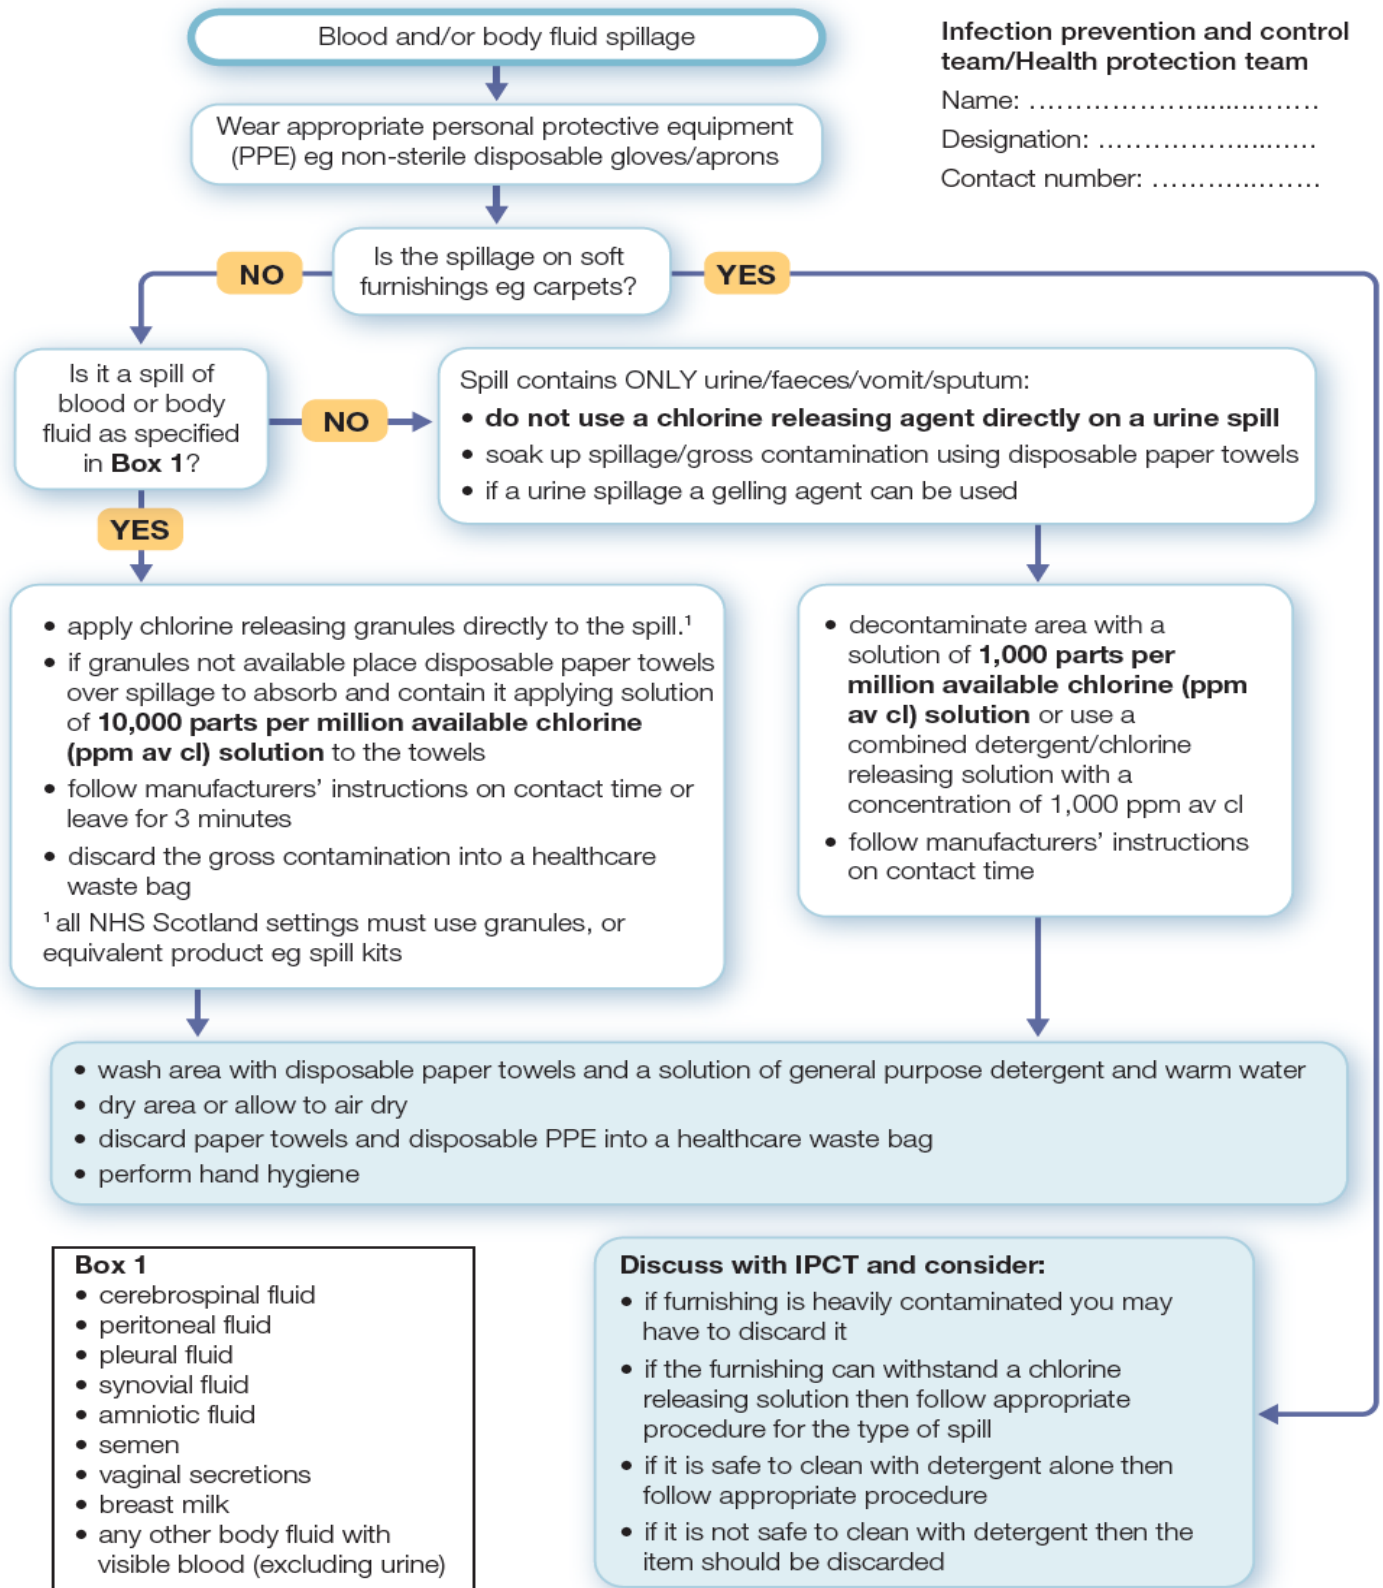 Blood and/or body fluid spillage
Infection prevention and control
team/Health protection team
Name: ................................
Designation: ..........................
Contact number: ....................
Wear appropriate personal protective equipment
(PPE) eg non-sterile disposable gloves/aprons
Is the spillage on soft
furnishings eg carpets?
NO
YES
Is it a spill of
blood or body
fluid as specified
in Box 1?
NO
YES
Spill contains ONLY urine/faeces/vomit/sputum:
• do not use a chlorine releasing agent directly on a urine spill
• soak up spillage/gross contamination using disposable paper towels
• if a urine spillage a gelling agent can be used
• apply chlorine releasing granules directly to the spill.¹
• if granules not available place disposable paper towels
over spillage to absorb and contain it applying solution
of 10,000 parts per million available chlorine
(ppm av cl) solution to the towels
• follow manufacturers’ instructions on contact time or
leave for 3 minutes
• discard the gross contamination into a healthcare
waste bag
¹ all NHS Scotland settings must use granules, or
equivalent product eg spill kits
• decontaminate area with a
solution of 1,000 parts per
million available chlorine (ppm
av cl) solution or use a
combined detergent/chlorine
releasing solution with a
concentration of 1,000 ppm av cl
• follow manufacturers’ instructions
on contact time
• wash area with disposable paper towels and a solution of general purpose detergent and warm water
• dry area or allow to air dry
• discard paper towels and disposable PPE into a healthcare waste bag
• perform hand hygiene
Box 1
• cerebrospinal fluid
• peritoneal fluid
• pleural fluid
• synovial fluid
• amniotic fluid
• semen
• vaginal secretions
• breast milk
• any other body fluid with
visible blood (excluding urine)
Discuss with IPCT and consider:
• if furnishing is heavily contaminated you may
have to discard it
• if the furnishing can withstand a chlorine
releasing solution then follow appropriate
procedure for the type of spill
• if it is safe to clean with detergent alone then
follow appropriate procedure
• if it is not safe to clean with detergent then the
item should be discarded